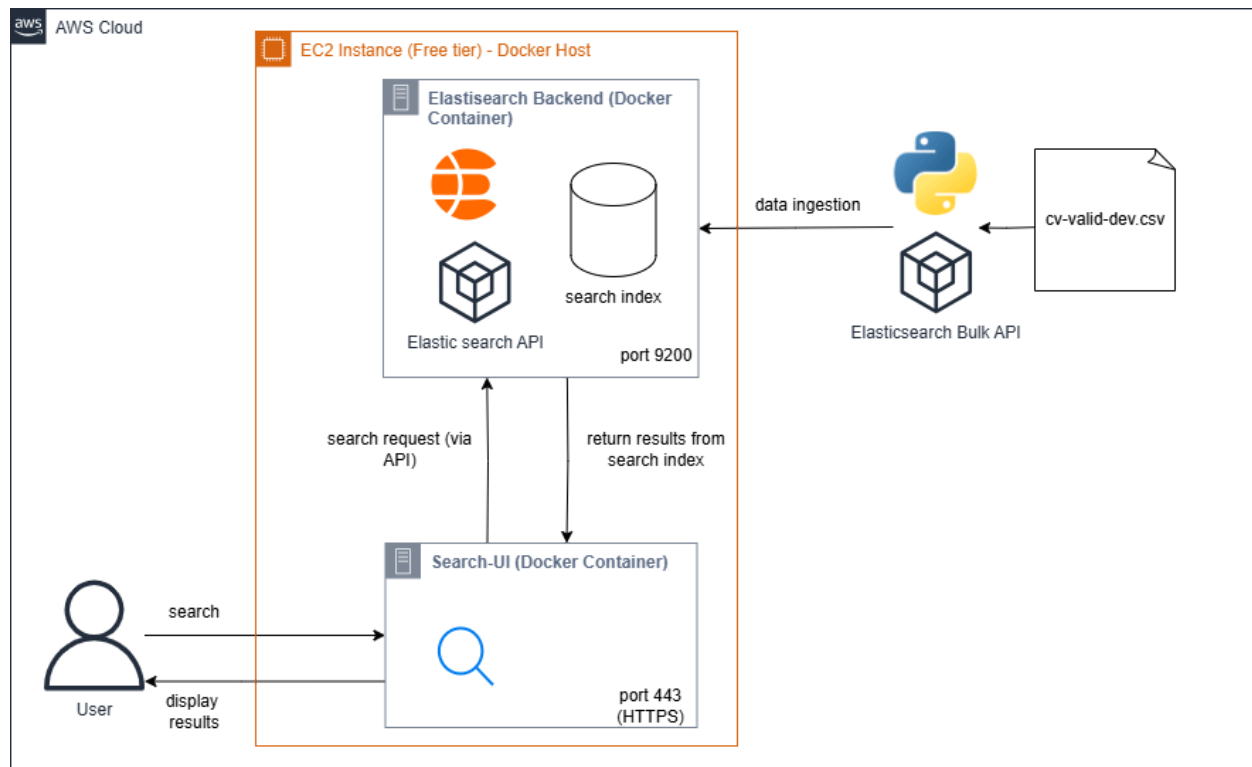 aws
AWS Cloud
EC2 Instance (Free tier) - Docker Host
Elastisearch Backend (Docker
Container)
search index
Elastic search API
port 9200
data ingestion
Elasticsearch Bulk API
cv-valid-dev.csv
search request (via
API)
return results from
search index
Search-UI (Docker Container)
port 443
(HTTPS)
search
display
results
User